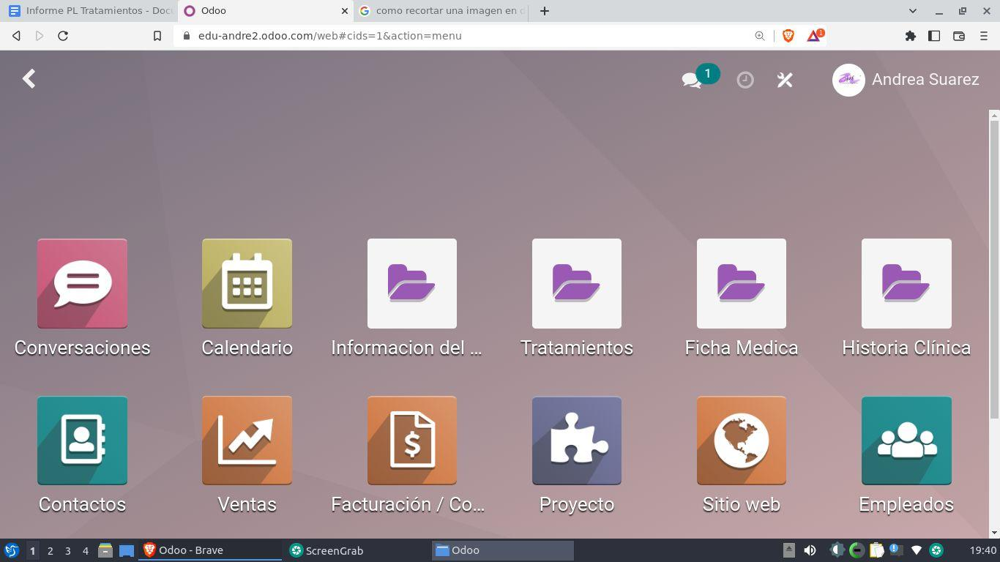 Informe PL Tratamientos - Docu
Odoo
como recortar una imagen en d
edu-andre2.odoo.com/web#cids=1&action=menu
1
1
Andrea Suarez
Conversaciones
Calendario
Informacion del ...
Tratamientos
Ficha Medica
Historia Clínica
Contactos
Ventas
Facturación / Co...
Proyecto
Sitio web
Empleados
1 2 3 4
Odoo - Brave
ScreenGrab
Odoo
19:40